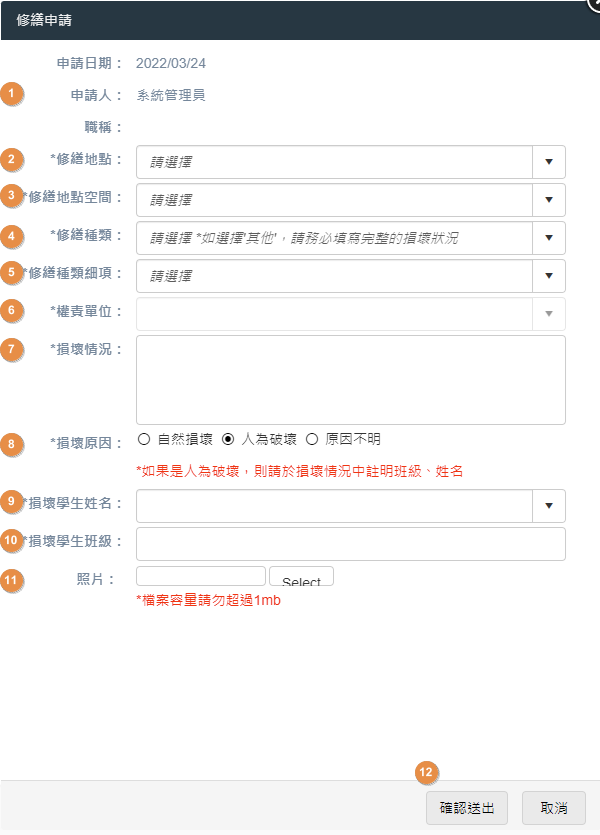 修繕申請
申請日期： 2022/03/24
1 申請人： 系統管理員
職稱：
2 *修繕地點： 請選擇
3 *修繕地點空間： 請選擇
4 *修繕種類： 請選擇 *如選擇'其他'，請務必填寫完整的損壞狀況
5 *修繕種類細項： 請選擇
6 *權責單位：
7 *損壞情況：
8 *損壞原因： 自然損壞 人為破壞 原因不明
*如果是人為破壞，則請於損壞情況中註明班級、姓名
9 *損壞學生姓名：
10 *損壞學生班級：
11 照片： Select
*檔案容量請勿超過1mb
12
確認送出 取消